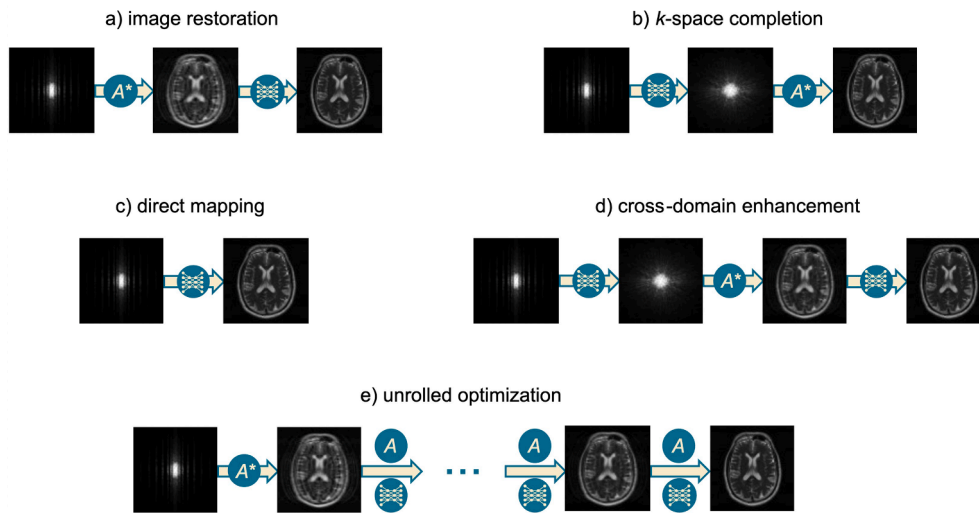 a) image restoration
b) k-space completion
A*
A*
c) direct mapping
d) cross-domain enhancement
A*
e) unrolled optimization
A
A
A
A*
...